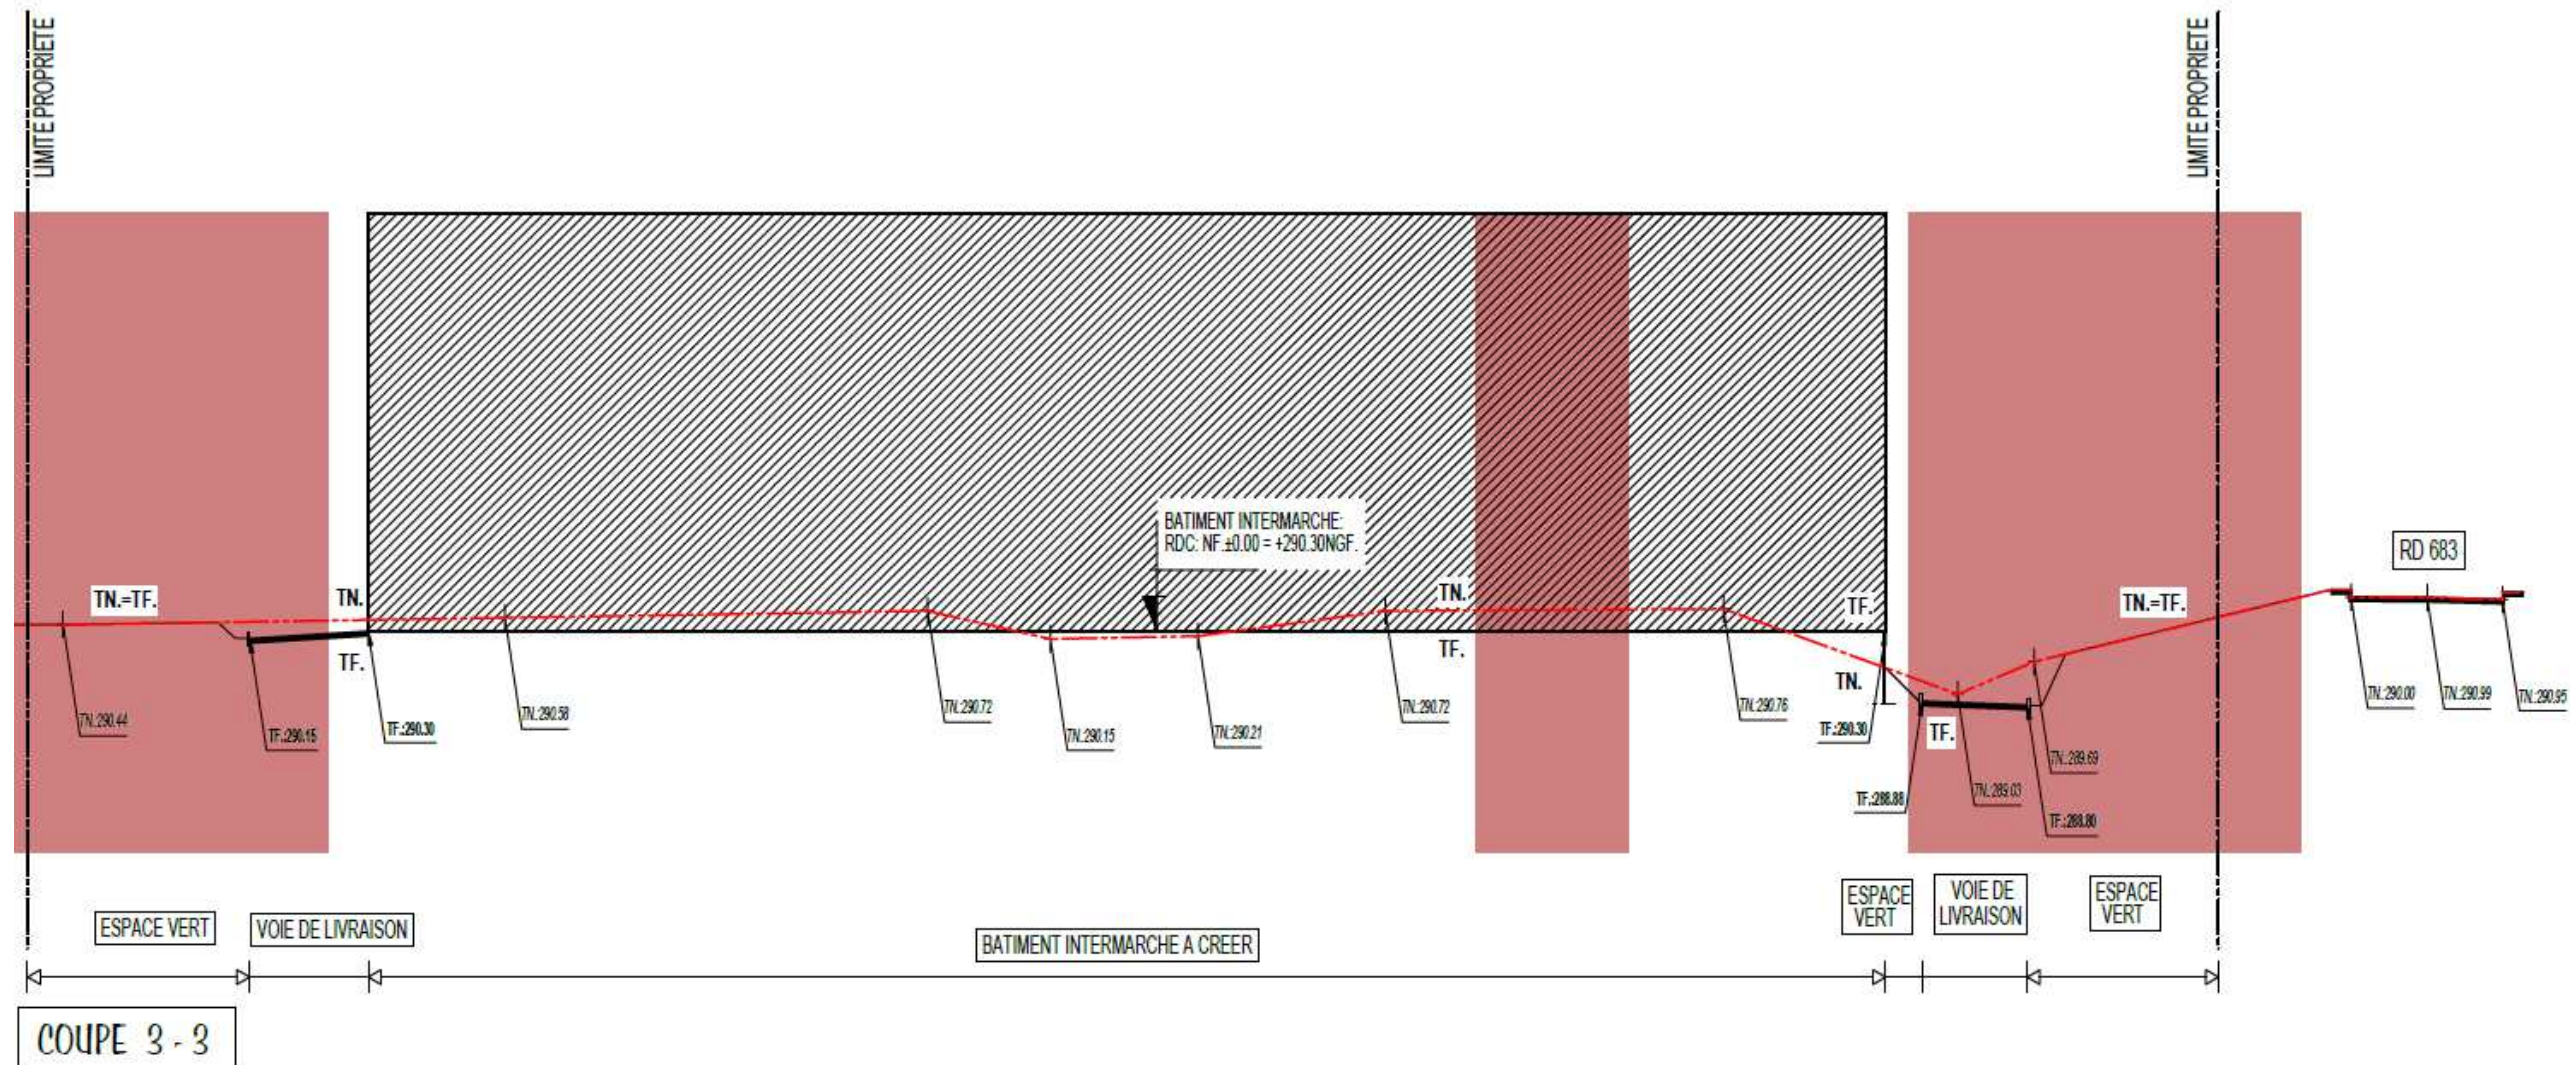 LIMITE PROPRIETE
LIMITE PROPRIETE
BATIMENT INTERMARCHE:
RDC: NF.±0.00 = +290.30NGF.
RD 683
TN.=TF.
TN.
TN.
TF.
TN.=TF.
TF.
TF.
TN.
TF.
TN.:290.44
TF.:290.15
TF.:290.30
TN.:290.58
TN.:290.72
TN.:290.15
TN.:290.21
TN.:290.72
TN.:290.76
TF.:290.30
TF.:288.88
TN.:289.03
TN.:289.69
TF.:288.80
TN.:290.00
TN.:290.99
TN.:290.95
ESPACE VERT
VOIE DE LIVRAISON
BATIMENT INTERMARCHE A CREER
ESPACE
VERT
VOIE DE
LIVRAISON
ESPACE
VERT
COUPE 3-3